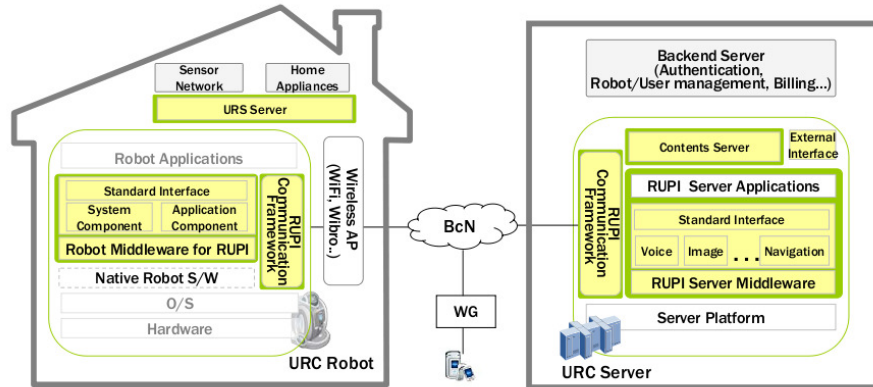 Sensor
Network
Home
Appliances
URS Server
Robot Applications
Standard Interface
System
Component
Application
Component
Robot Middleware for RUPI
RUPI
Communication
Framework
Native Robot S/W
O/S
Hardware
URC Robot
Wireless AP
(WiFi, Wibro..)
BcN
WG
Backend Server
(Authentication,
Robot/User management, Billing...)
Contents Server
External
Interface
RUPI
Communication
Framework
RUPI Server Applications
Standard Interface
Voice
Image
...
Navigation
RUPI Server Middleware
Server Platform
URC Server